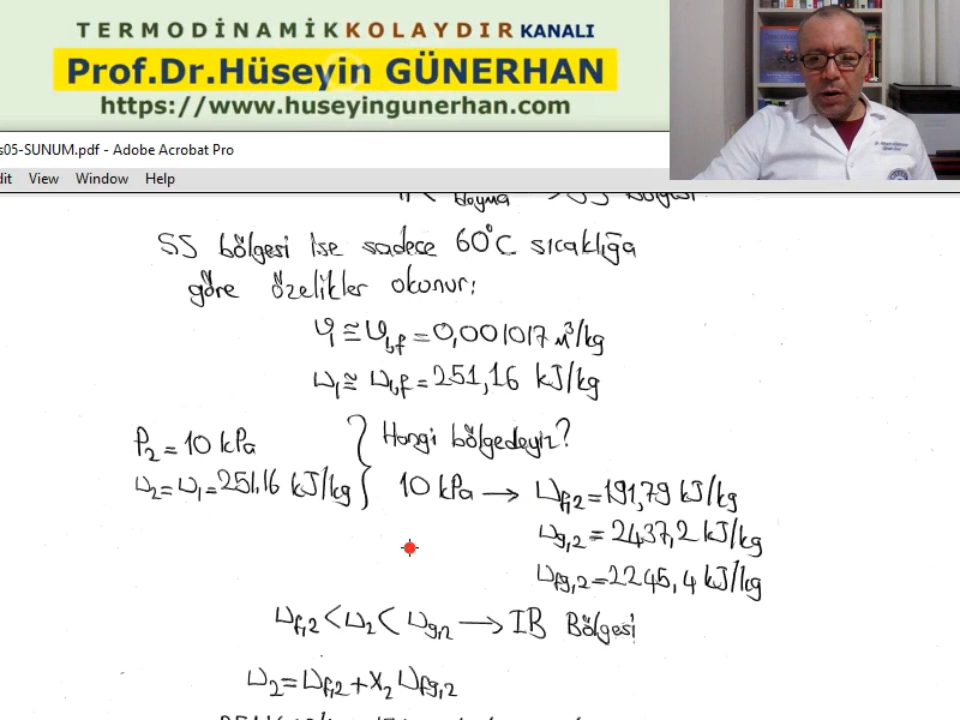 TERMODİNAMİKKOLAYDIR KANALI
Prof.Dr.Hüseyin GÜNERHAN
https://www.huseyingunerhan.com
s05-SUNUM.pdf - Adobe Acrobat Pro
dit View Window Help
SS bölgesi ise sadece 60°C sıcaklığa
göre özelikler okunur;
υ₁ ≅ υ₁,f = 0,001017 m³/kg
u₁ ≅ u₁,f = 251,16 kJ/kg
P₂ = 10 kPa } Hangi bölgedeyiz?
u₂ = u₁ = 251,16 kJ/kg } 10 kPa → uf,2 = 191,79 kJ/kg
ug,2 = 2437,2 kJ/kg
ufg,2 = 2245,4 kJ/kg
uf,2 < u₂ < ug,2 → IB Bölgesi
u₂ = uf,2 + x₂ ufg,2